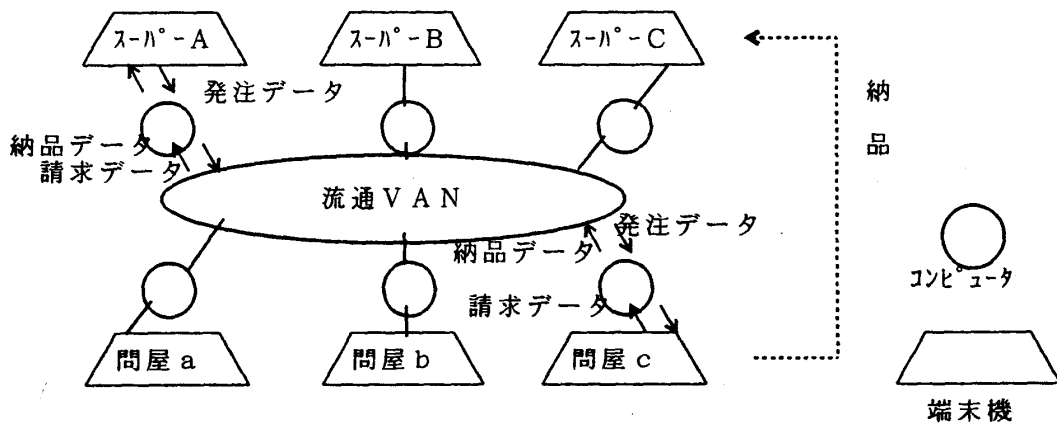 スーパーA
スーパーB
スーパーC
発注データ
納品
納品データ
請求データ
流通VAN
発注データ
納品データ
請求データ
コンピュータ
問屋a
問屋b
問屋c
端末機